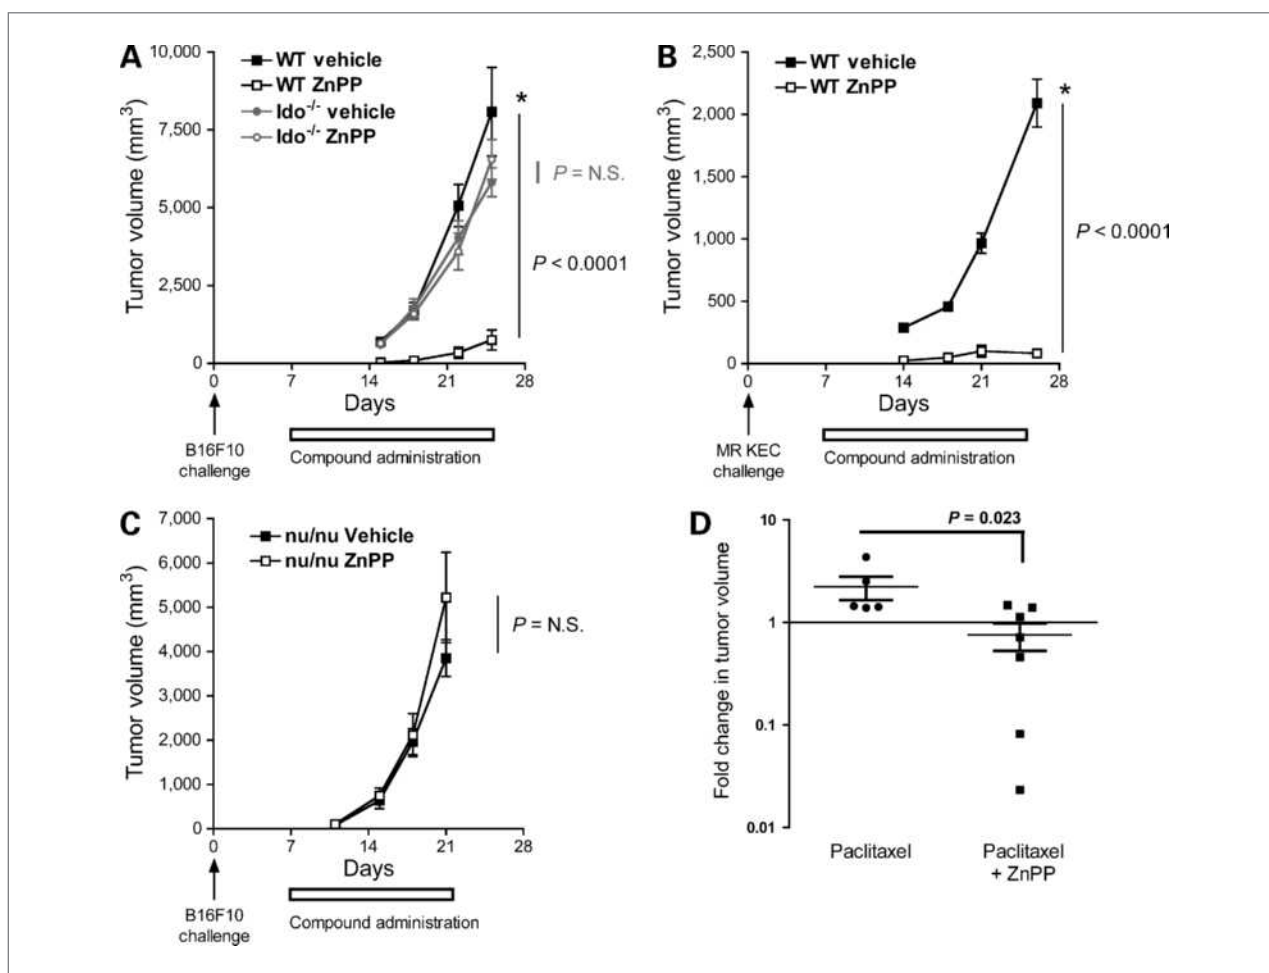 A
10,000
7,500
5,000
2,500
0
Tumor volume (mm³)
WT vehicle
WT ZnPP
Ido-/- vehicle
Ido-/- ZnPP
*
P = N.S.
P < 0.0001
0 7 14 21 28
Days
B16F10
challenge
Compound administration
B
2,500
2,000
1,500
1,000
500
0
Tumor volume (mm³)
WT vehicle
WT ZnPP
*
P < 0.0001
0 7 14 21 28
Days
MR KEC
challenge
Compound administration
C
7,000
6,000
5,000
4,000
3,000
2,000
1,000
0
Tumor volume (mm³)
nu/nu Vehicle
nu/nu ZnPP
P = N.S.
0 7 14 21 28
Days
B16F10
challenge
Compound administration
D
10
1
0.1
0.01
Fold change in tumor volume
P = 0.023
Paclitaxel
Paclitaxel
+ ZnPP